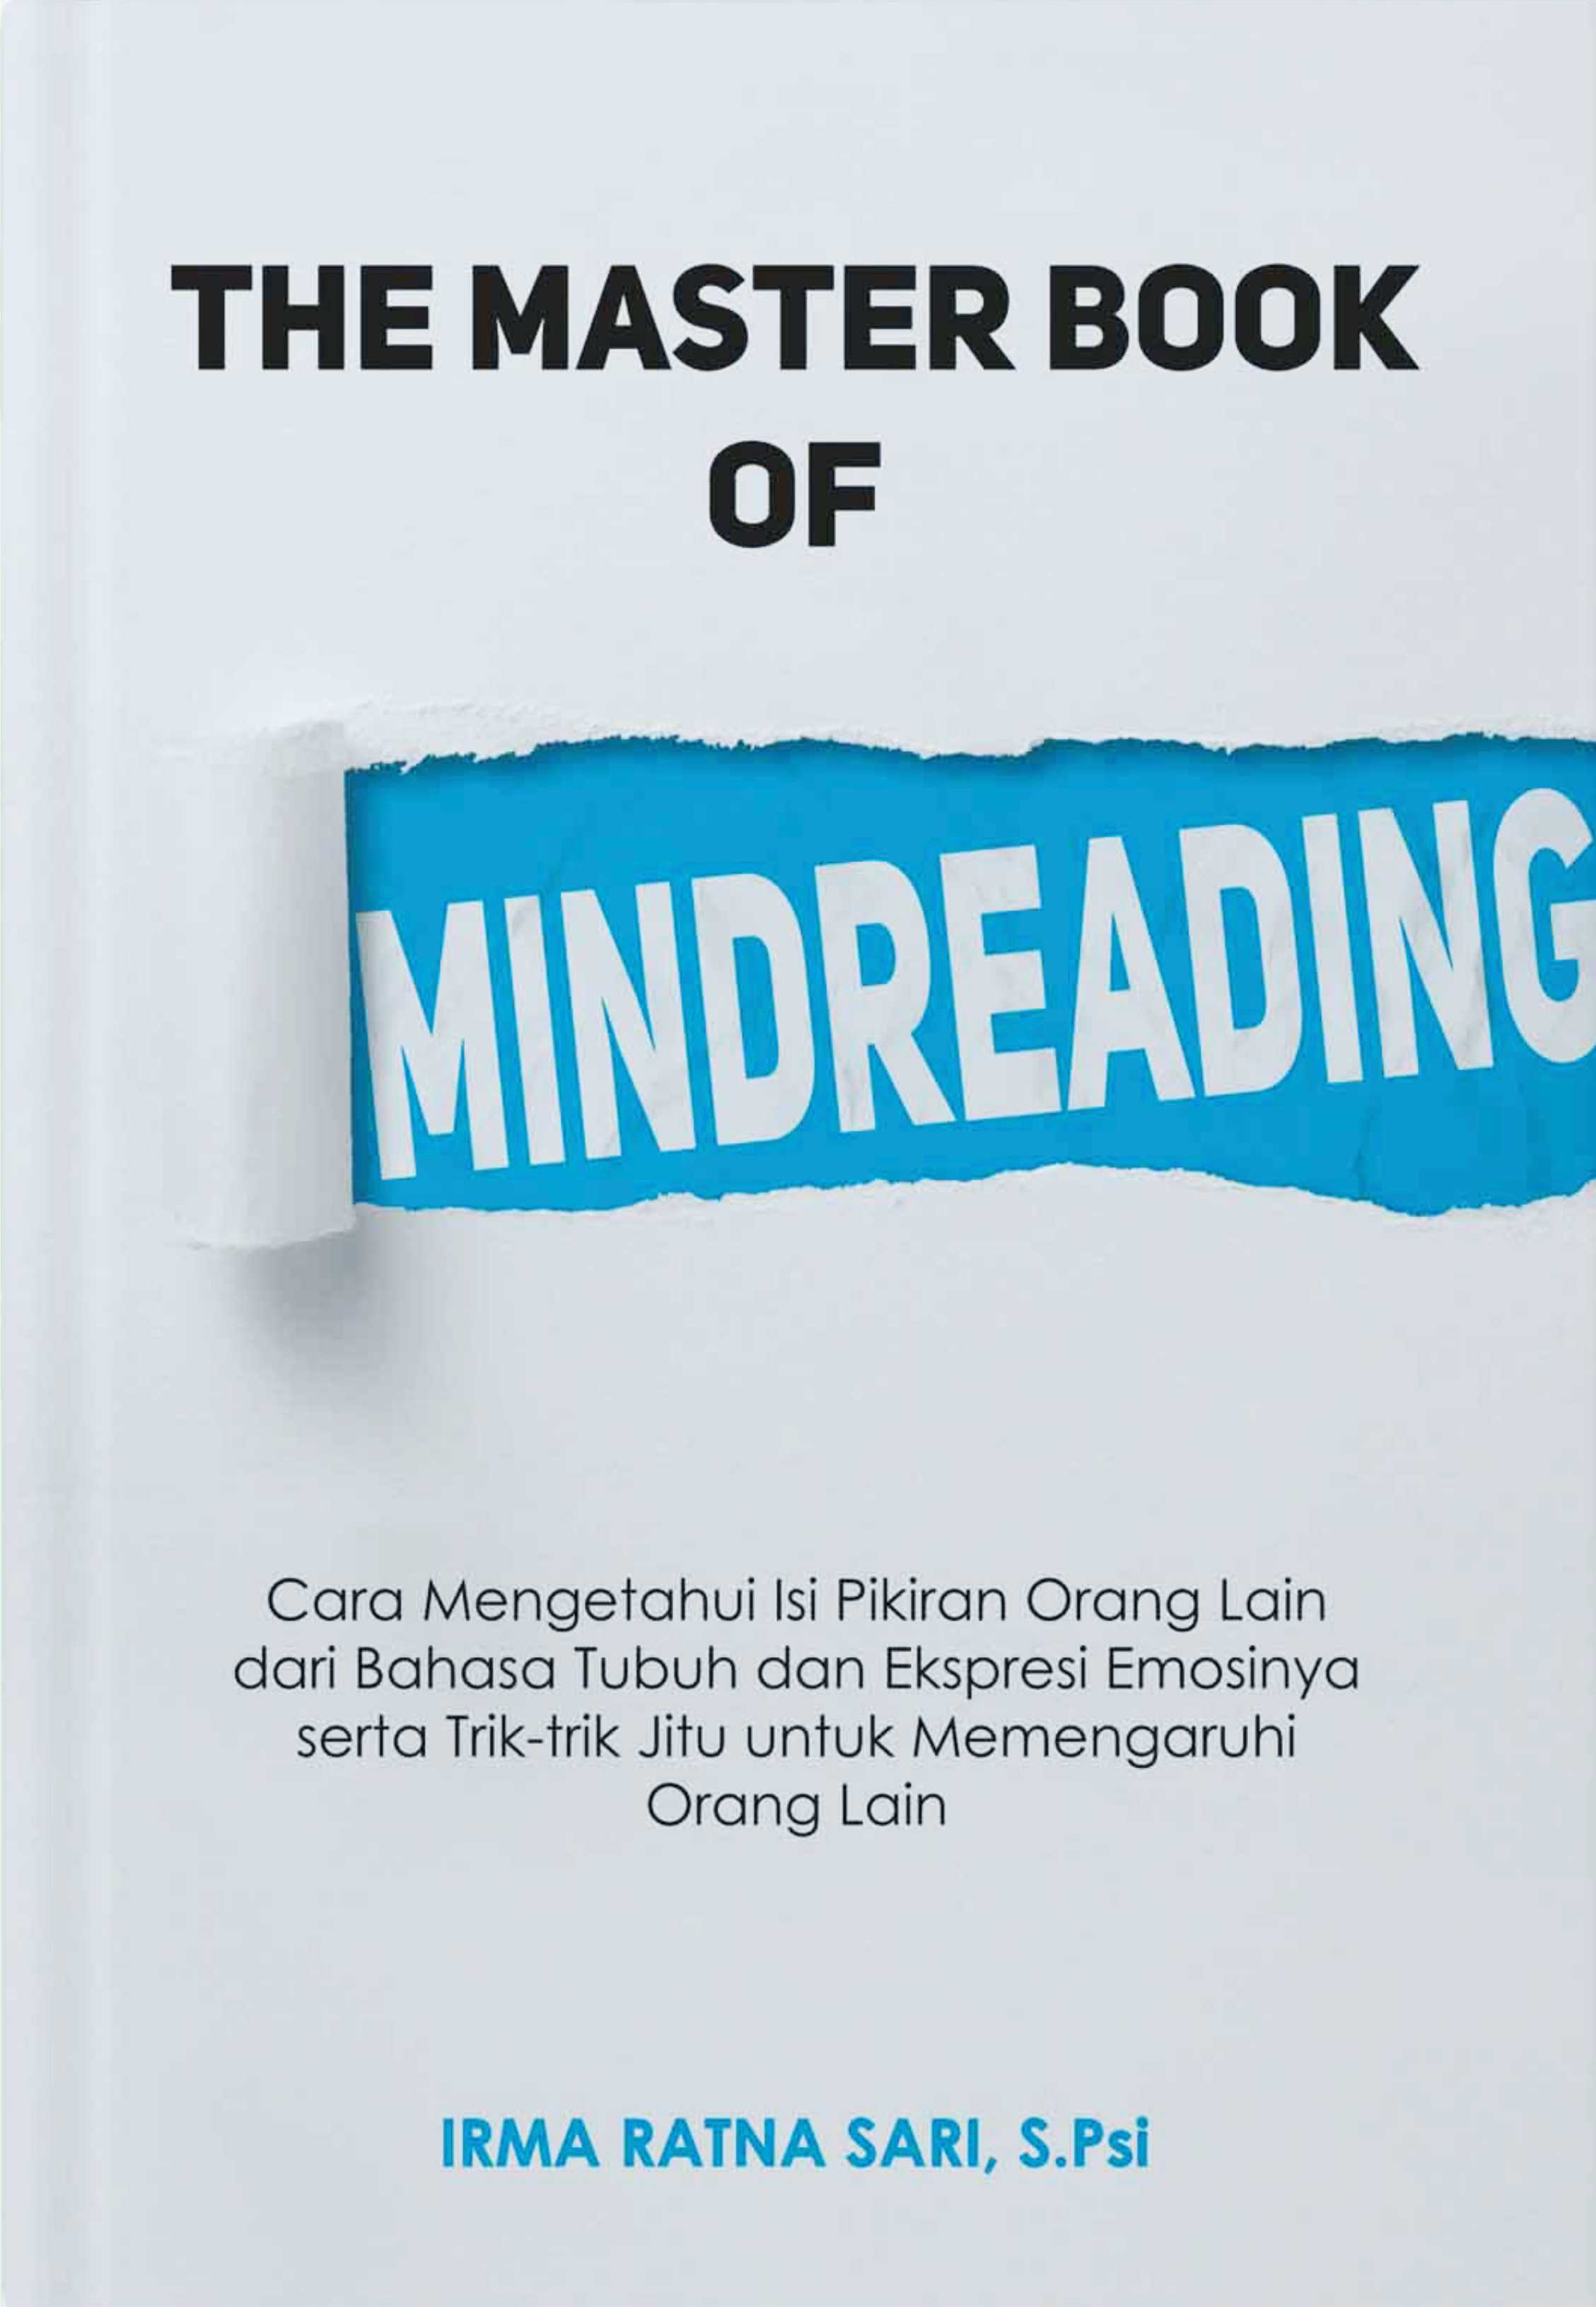 THE MASTER BOOK
OF
MINDREADING
Cara Mengetahui Isi Pikiran Orang Lain
dari Bahasa Tubuh dan Ekspresi Emosinya
serta Trik-trik Jitu untuk Memengaruhi
Orang Lain
IRMA RATNA SARI, S.Psi